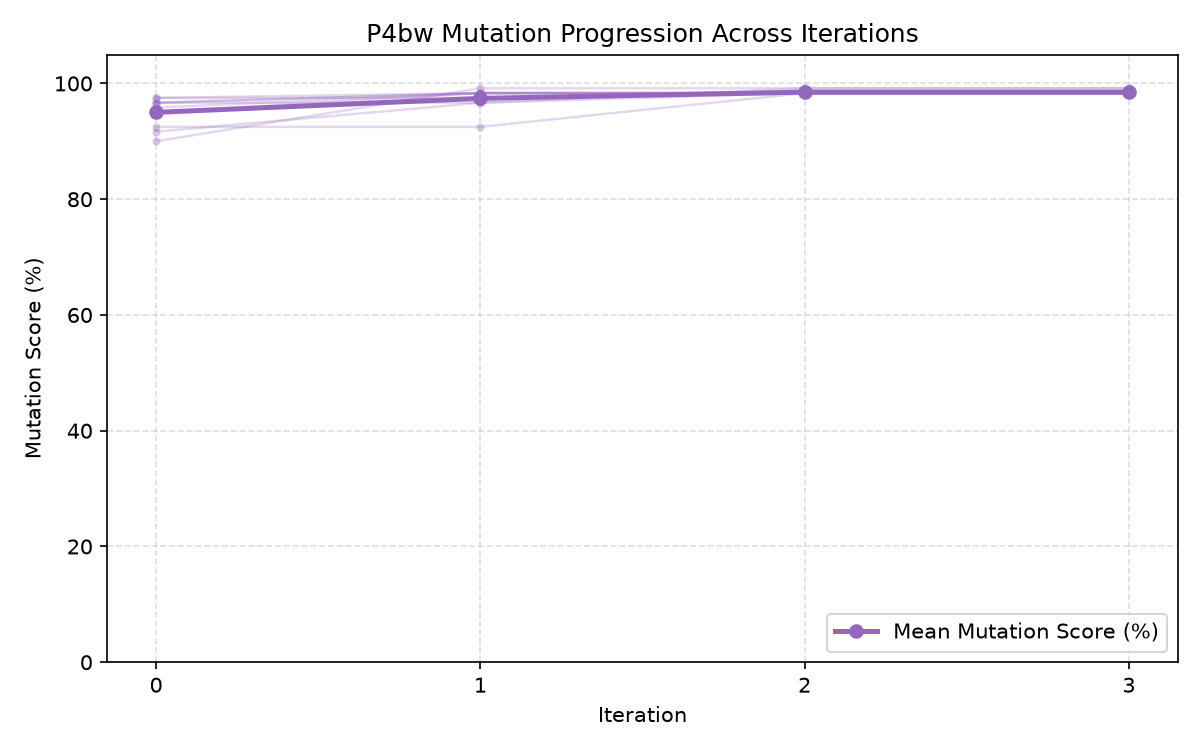 P4bw Mutation Progression Across Iterations
Mutation Score (%)
100
80
60
40
20
0
Mean Mutation Score (%)
0 1 2 3
Iteration